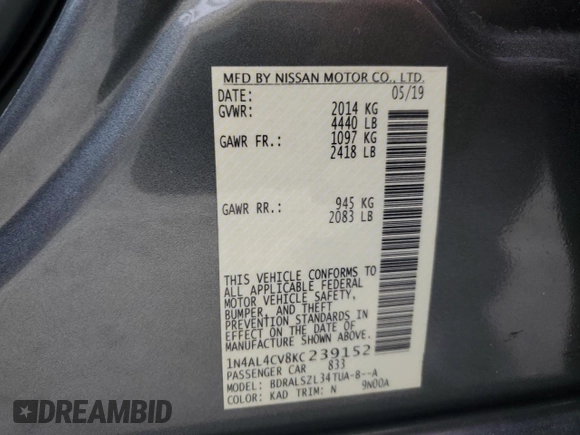 MFD BY NISSAN MOTOR CO., LTD.
DATE: 05/19
GVWR: 2014 KG
4440 LB
GAWR FR.: 1097 KG
2418 LB
GAWR RR.: 945 KG
2083 LB
THIS VEHICLE CONFORMS TO
ALL APPLICABLE FEDERAL
MOTOR VEHICLE SAFETY,
BUMPER, AND THEFT
PREVENTION STANDARDS IN
EFFECT ON THE DATE OF
MANUFACTURE SHOWN ABOVE.
1N4AL4CV8KC239152
PASSENGER CAR 833
MODEL: BDRALSZL34TUA-B--A
COLOR: KAD TRIM: N 9N00A
DREAMBID